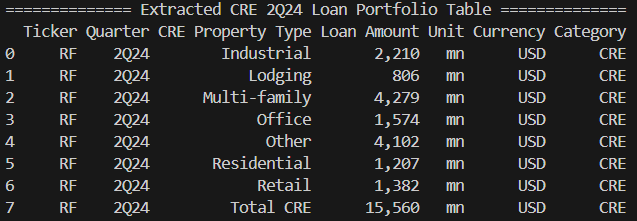 ============== Extracted CRE 2Q24 Loan Portfolio Table ==============
  Ticker Quarter CRE Property Type Loan Amount Unit Currency Category
0     RF    2Q24        Industrial       2,210   mn      USD      CRE
1     RF    2Q24           Lodging         806   mn      USD      CRE
2     RF    2Q24      Multi-family       4,279   mn      USD      CRE
3     RF    2Q24            Office       1,574   mn      USD      CRE
4     RF    2Q24             Other       4,102   mn      USD      CRE
5     RF    2Q24       Residential       1,207   mn      USD      CRE
6     RF    2Q24            Retail       1,382   mn      USD      CRE
7     RF    2Q24         Total CRE      15,560   mn      USD      CRE